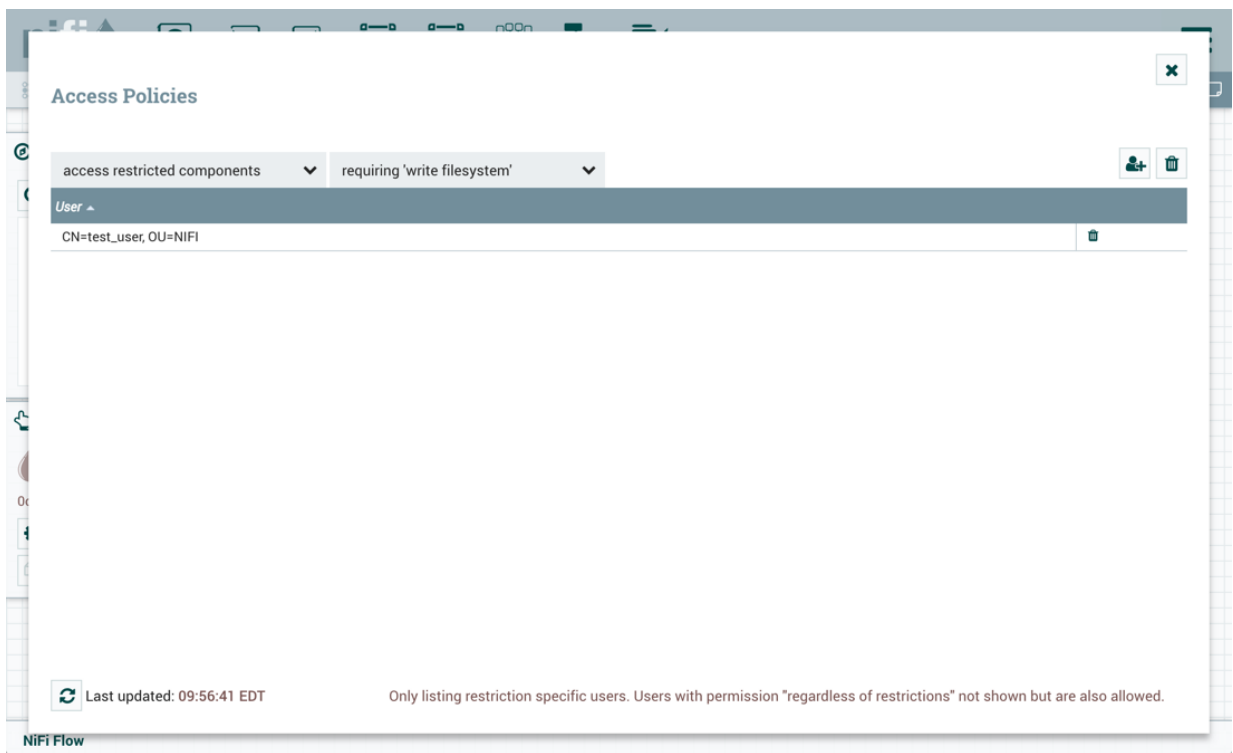 nifi
Access Policies
access restricted components requiring 'write filesystem'
User
CN=test_user, OU=NIFI
0
Last updated: 09:56:41 EDT Only listing restriction specific users. Users with permission "regardless of restrictions" not shown but are also allowed.
NiFi Flow